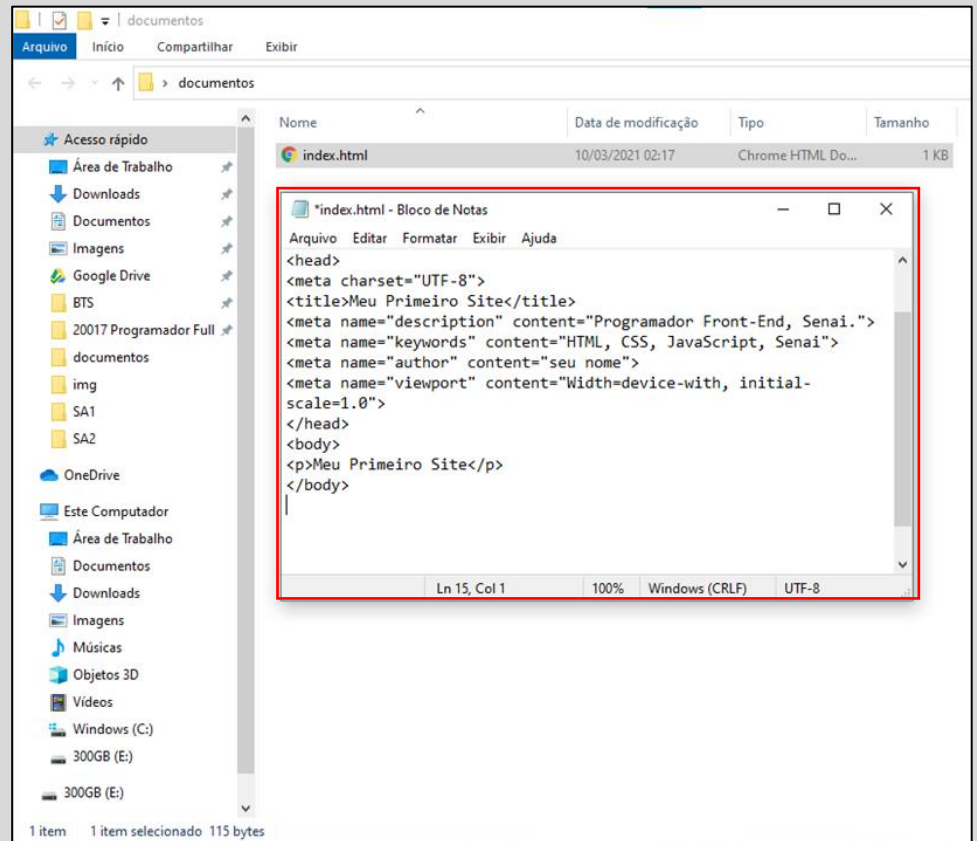 documentos
Arquivo Início Compartilhar Exibir
documentos
Nome Data de modificação Tipo Tamanho
index.html 10/03/2021 02:17 Chrome HTML Do... 1 KB
Acesso rápido
Área de Trabalho
Downloads
Documentos
Imagens
Google Drive
BTS
20017 Programador Full
documentos
img
SA1
SA2
OneDrive
Este Computador
Área de Trabalho
Documentos
Downloads
Imagens
Músicas
Objetos 3D
Vídeos
Windows (C:)
300GB (E:)
300GB (E:)
1 item 1 item selecionado 115 bytes
*index.html - Bloco de Notas
Arquivo Editar Formatar Exibir Ajuda
<head>
<meta charset="UTF-8">
<title>Meu Primeiro Site</title>
<meta name="description" content="Programador Front-End, Senai.">
<meta name="keywords" content="HTML, CSS, JavaScript, Senai">
<meta name="author" content="seu nome">
<meta name="viewport" content="Width=device-with, initial-
scale=1.0">
</head>
<body>
<p>Meu Primeiro Site</p>
</body>
Ln 15, Col 1 100% Windows (CRLF) UTF-8